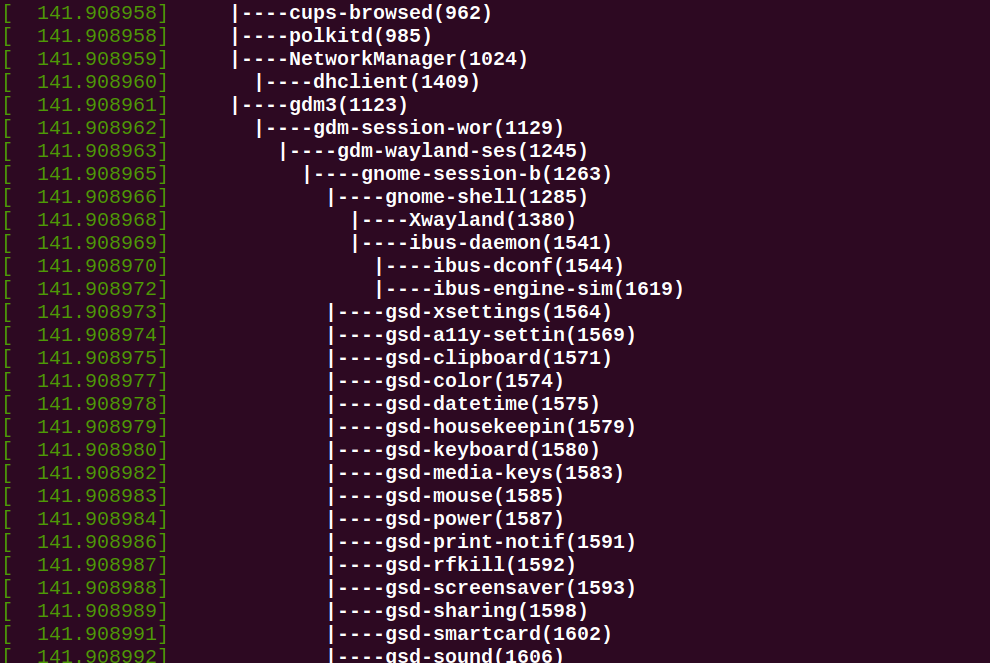 [  141.908958]      |----cups-browsed(962)
[  141.908958]      |----polkitd(985)
[  141.908959]      |----NetworkManager(1024)
[  141.908960]        |----dhclient(1409)
[  141.908961]      |----gdm3(1123)
[  141.908962]        |----gdm-session-wor(1129)
[  141.908963]          |----gdm-wayland-ses(1245)
[  141.908965]            |----gnome-session-b(1263)
[  141.908966]              |----gnome-shell(1285)
[  141.908968]                |----Xwayland(1380)
[  141.908969]                |----ibus-daemon(1541)
[  141.908970]                  |----ibus-dconf(1544)
[  141.908972]                  |----ibus-engine-sim(1619)
[  141.908973]              |----gsd-xsettings(1564)
[  141.908974]              |----gsd-a11y-settin(1569)
[  141.908975]              |----gsd-clipboard(1571)
[  141.908977]              |----gsd-color(1574)
[  141.908978]              |----gsd-datetime(1575)
[  141.908979]              |----gsd-housekeepin(1579)
[  141.908980]              |----gsd-keyboard(1580)
[  141.908982]              |----gsd-media-keys(1583)
[  141.908983]              |----gsd-mouse(1585)
[  141.908984]              |----gsd-power(1587)
[  141.908986]              |----gsd-print-notif(1591)
[  141.908987]              |----gsd-rfkill(1592)
[  141.908988]              |----gsd-screensaver(1593)
[  141.908989]              |----gsd-sharing(1598)
[  141.908991]              |----gsd-smartcard(1602)
[  141.908992]              |----gsd-sound(1606)